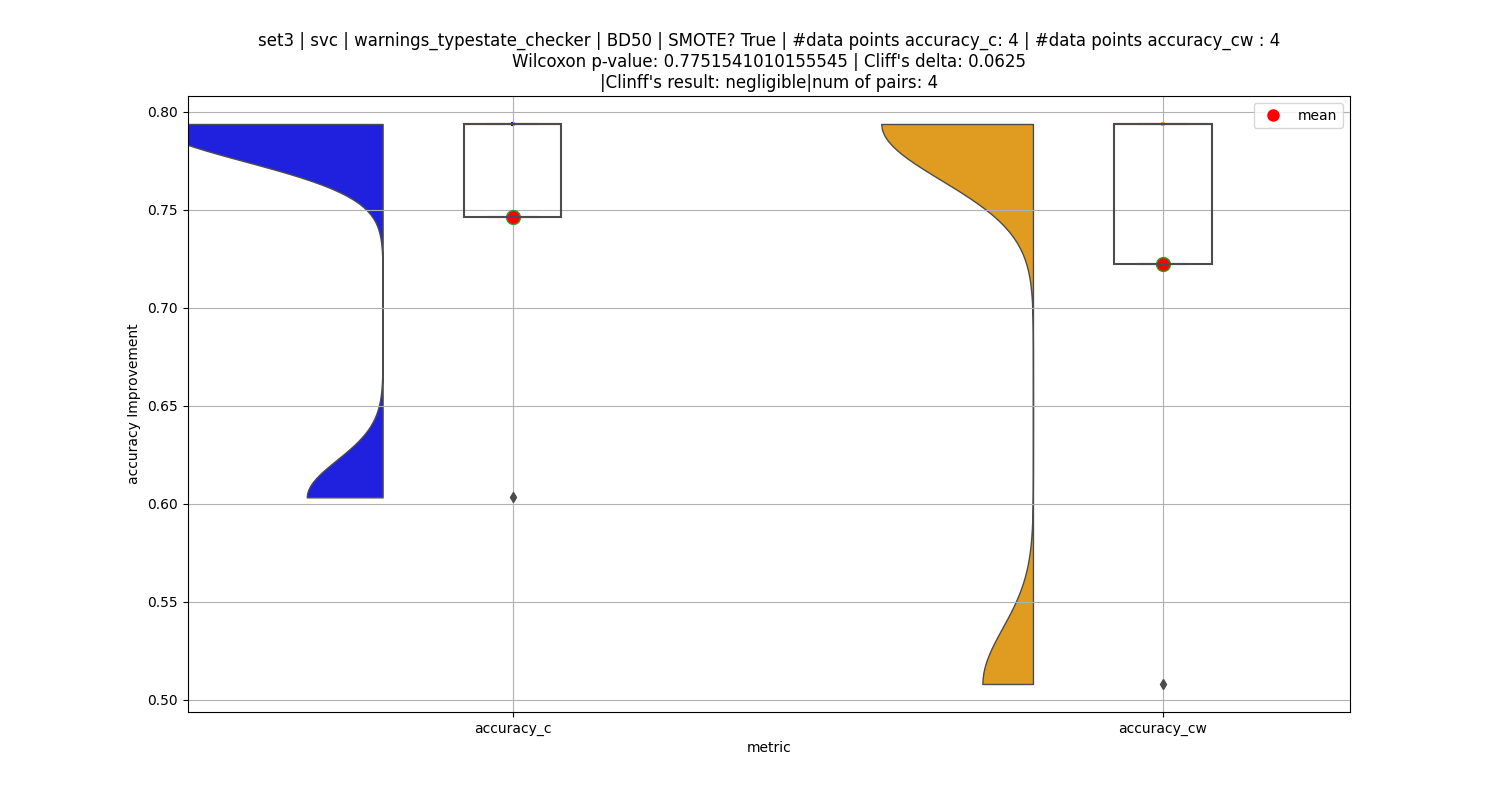 set3 | svc | warnings_typestate_checker | BD50 | SMOTE? True | #data points accuracy_c: 4 | #data points accuracy_cw : 4
Wilcoxon p-value: 0.7751541010155545 | Cliff's delta: 0.0625
|Clinff's result: negligible|num of pairs: 4
mean
0.80
0.75
0.70
0.65
0.60
0.55
0.50
accuracy Improvement
accuracy_c
accuracy_cw
metric